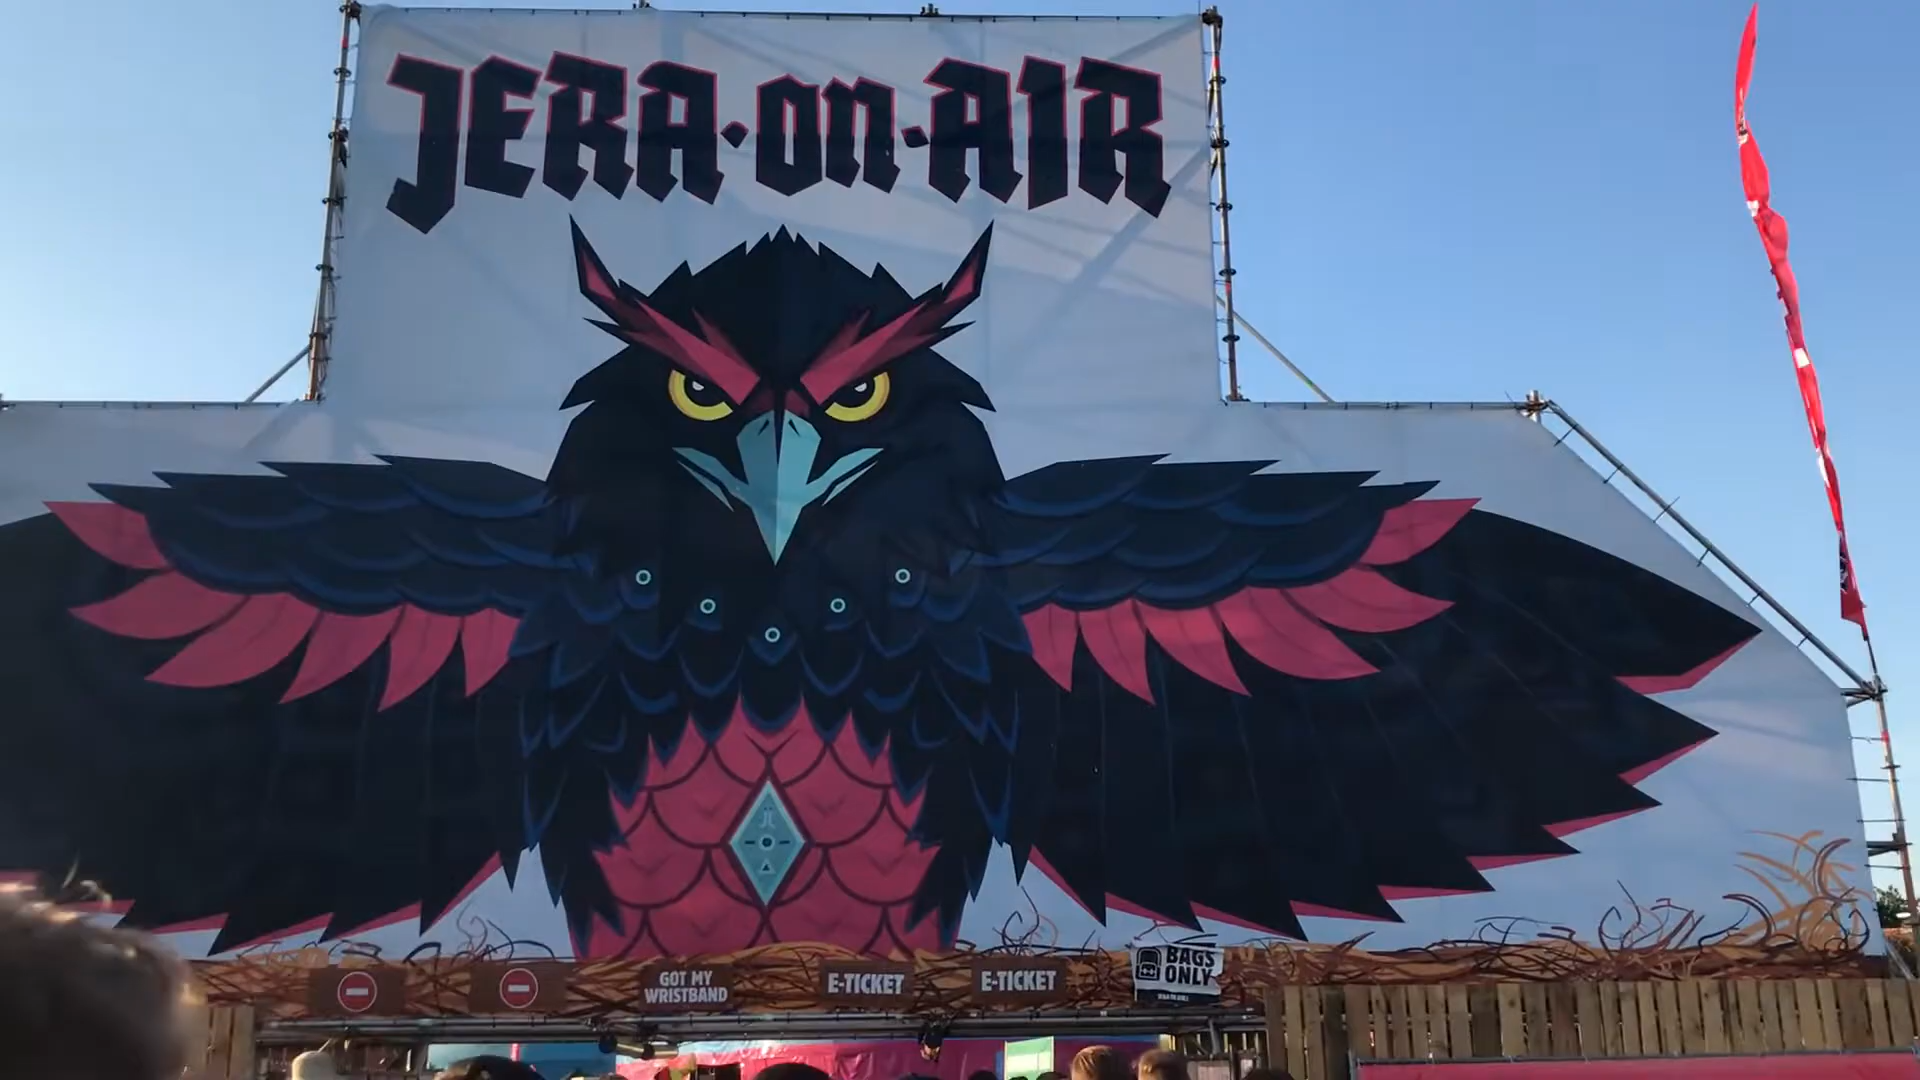 JERA·on·AIR
GOT MY
WRISTBAND
E-TICKET
E-TICKET
BAGS
ONLY